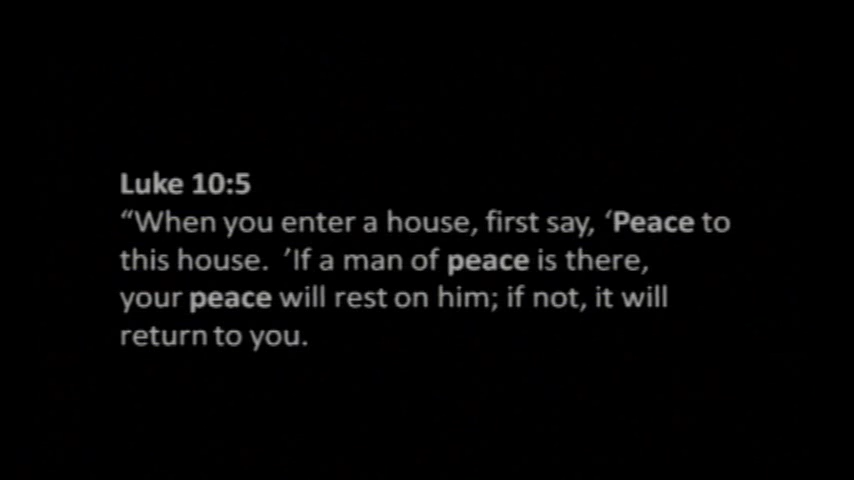 Luke 10:5
“When you enter a house, first say, ‘Peace to
this house.  ’If a man of peace is there,
your peace will rest on him; if not, it will
return to you.